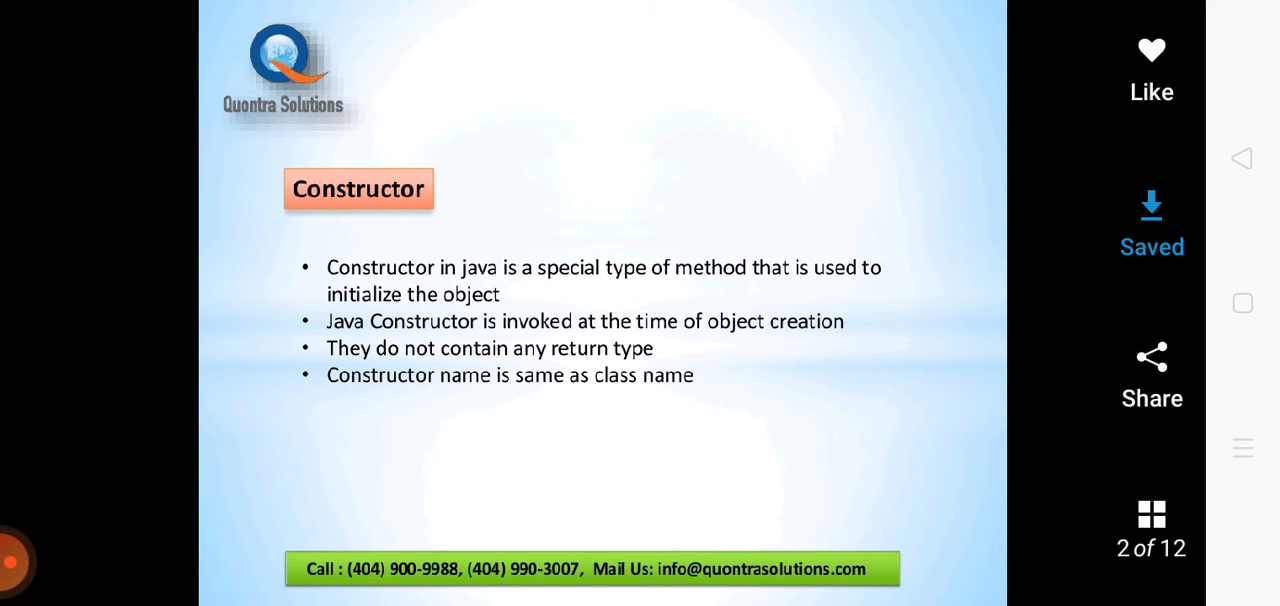 Quontra Solutions
Constructor
• Constructor in java is a special type of method that is used to
initialize the object
• Java Constructor is invoked at the time of object creation
• They do not contain any return type
• Constructor name is same as class name
Call : (404) 900-9988, (404) 990-3007, Mail Us: info@quontrasolutions.com
Like
Saved
Share
2 of 12